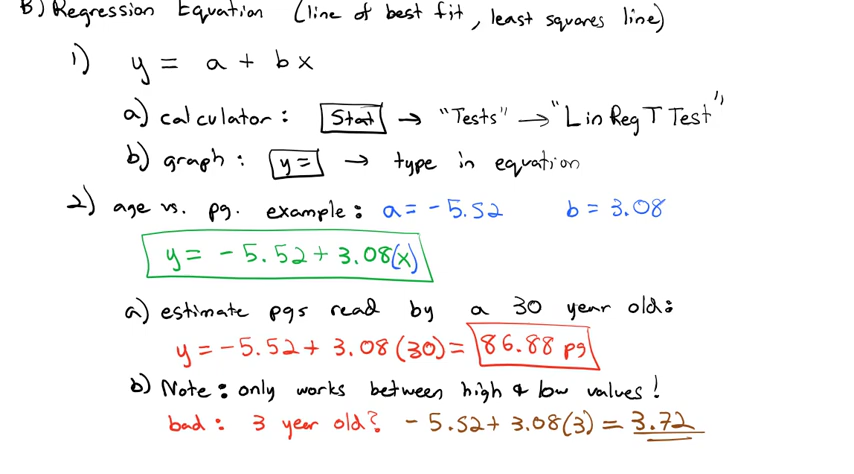 B) Regression Equation (line of best fit, least squares line)
1) y = a + bx
a) calculator: Stat → "Tests" → "LinRegTTest"
b) graph: y= → type in equation
2) age vs. pg. example: a = -5.52 b = 3.08
y = -5.52 + 3.08(x)
a) estimate pgs read by a 30 year old:
y = -5.52 + 3.08(30) = 86.88 pg
b) Note: only works between high & low values!
bad: 3 year old? -5.52 + 3.08(3) = 3.72